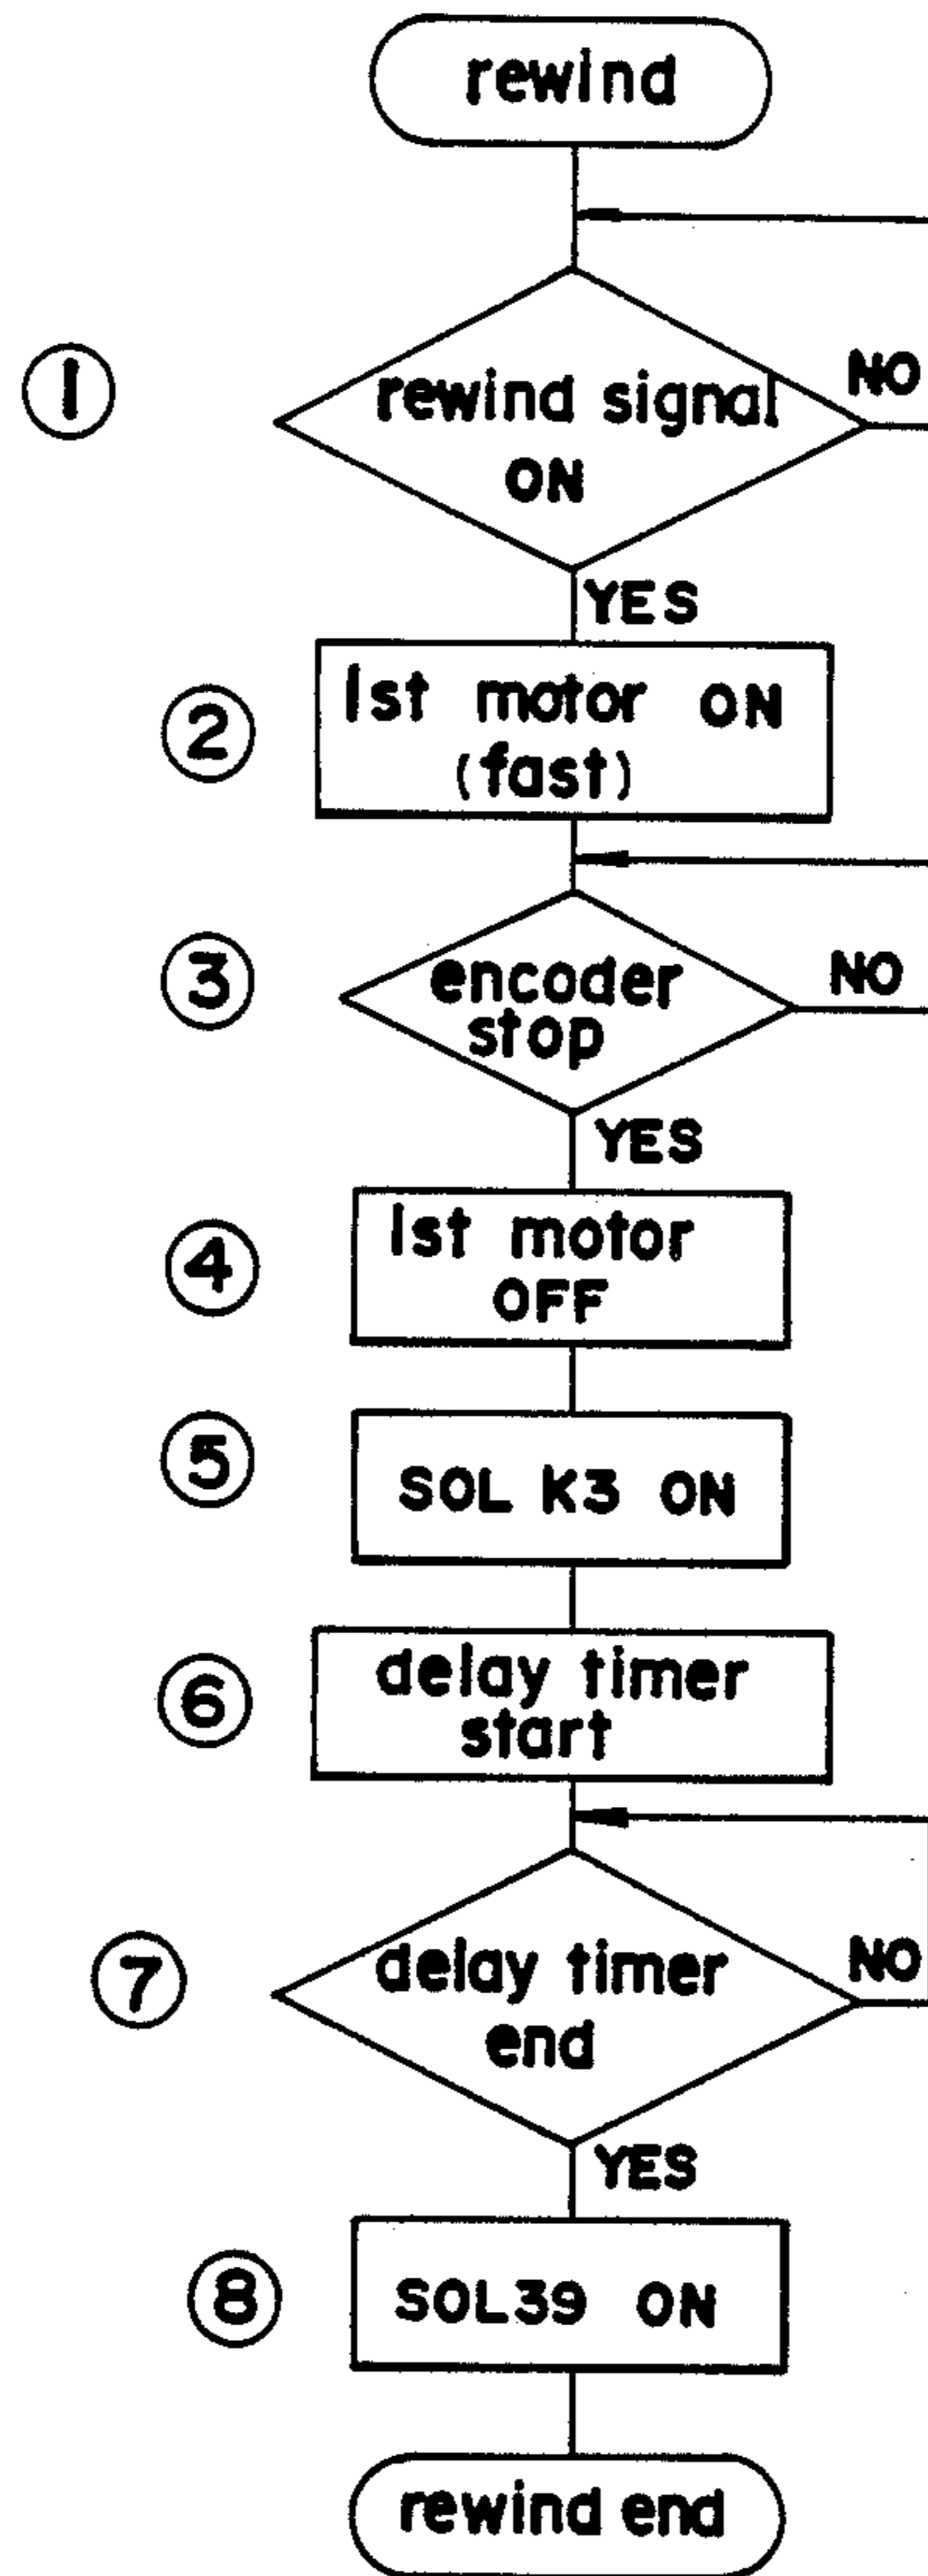 rewind
①
rewind signal
ON
NO
YES
②
1st motor ON
(fast)
③
encoder
stop
NO
YES
④
1st motor
OFF
⑤
SOL K3 ON
⑥
delay timer
start
⑦
delay timer
end
NO
YES
⑧
SOL39 ON
rewind end